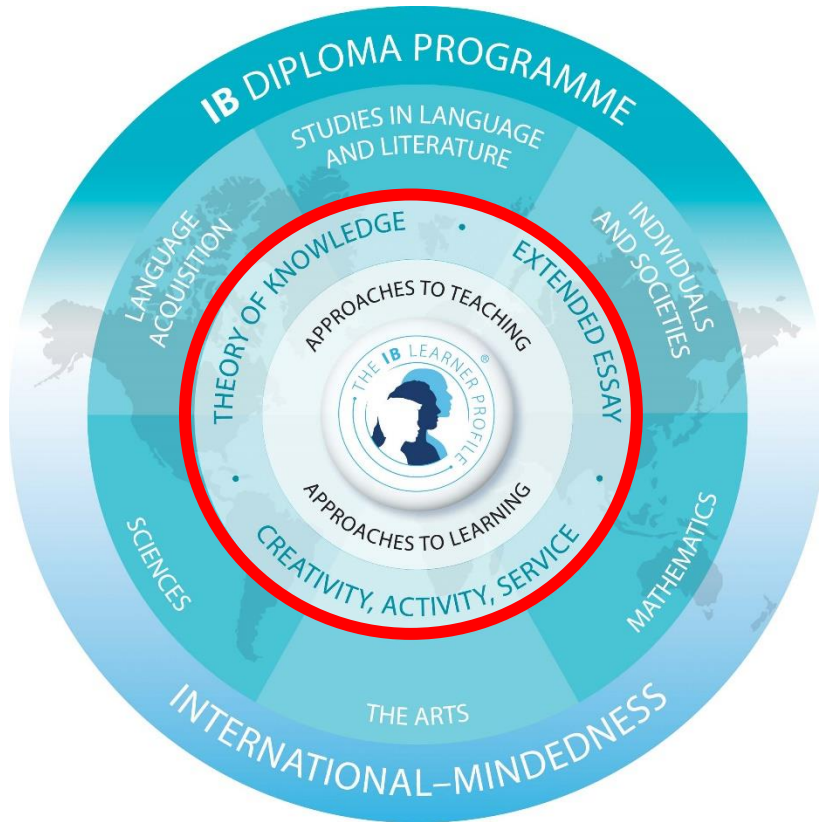 IB DIPLOMA PROGRAMME
STUDIES IN LANGUAGE
AND LITERATURE
LANGUAGE
ACQUISITION
INDIVIDUALS
AND SOCIETIES
THEORY OF KNOWLEDGE
•
EXTENDED ESSAY
•
APPROACHES TO TEACHING
THE IB LEARNER PROFILE
®
APPROACHES TO LEARNING
•
CREATIVITY, ACTIVITY, SERVICE
SCIENCES
MATHEMATICS
THE ARTS
INTERNATIONAL–MINDEDNESS